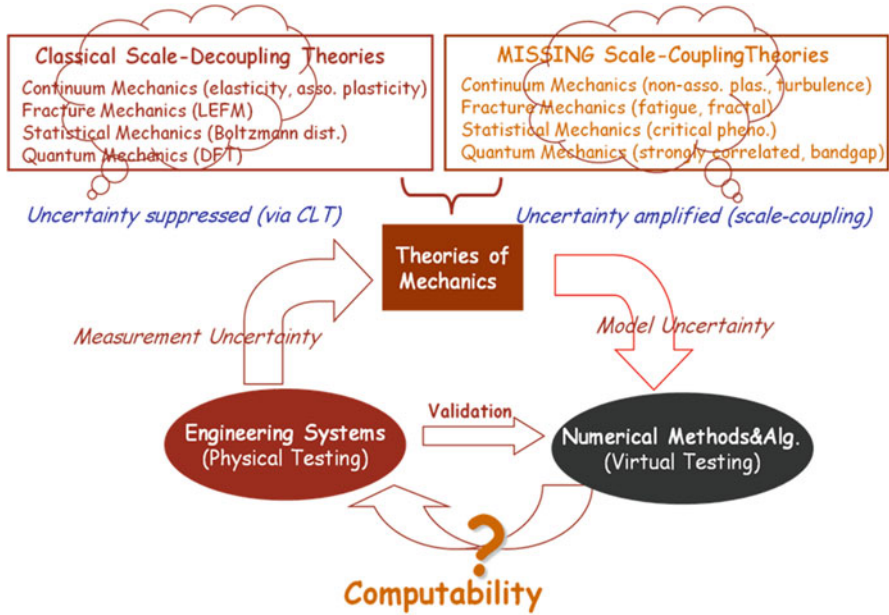 Classical Scale-Decoupling Theories
Continuum Mechanics (elasticity, asso. plasticity)
Fracture Mechanics (LEFM)
Statistical Mechanics (Boltzmann dist.)
Quantum Mechanics (DFT)
MISSING Scale-CouplingTheories
Continuum Mechanics (non-asso. plas., turbulence)
Fracture Mechanics (fatigue, fractal)
Statistical Mechanics (critical pheno.)
Quantum Mechanics (strongly correlated, bandgap)
Uncertainty suppressed (via CLT)
Uncertainty amplified (scale-coupling)
Theories of
Mechanics
Measurement Uncertainty
Model Uncertainty
Engineering Systems
(Physical Testing)
Validation
Numerical Methods&Alg.
(Virtual Testing)
?
Computability